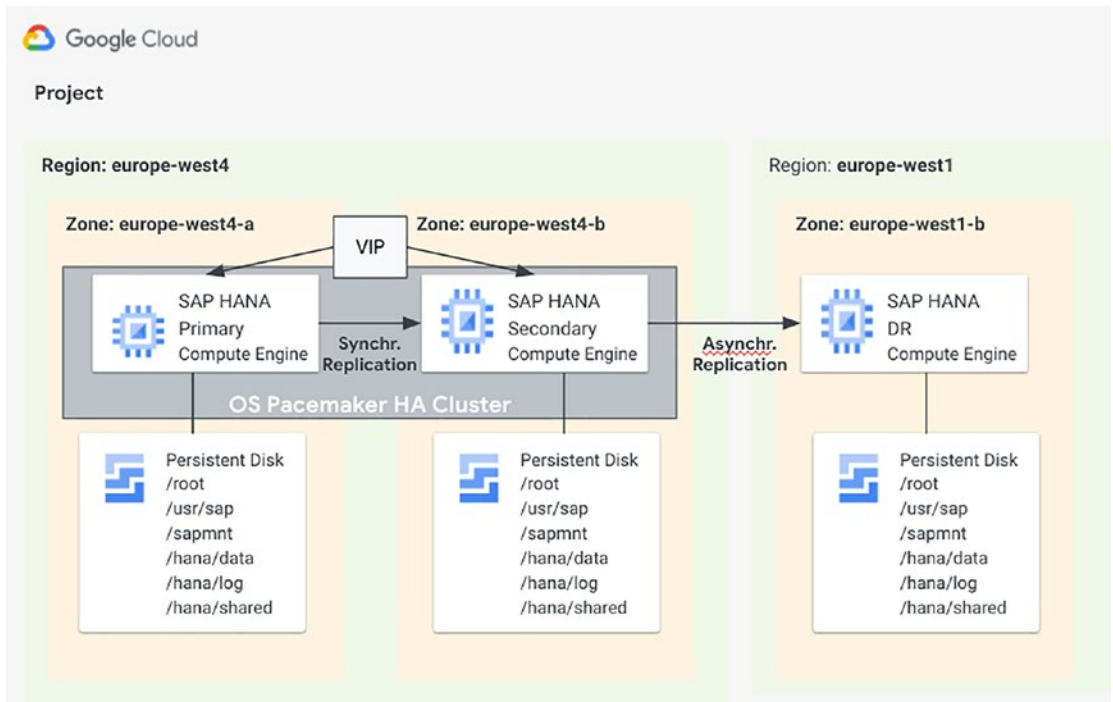 Google Cloud
Project
Region: europe-west4
Zone: europe-west4-a
VIP
Zone: europe-west4-b
SAP HANA
Primary
Compute Engine
Synchr.
Replication
SAP HANA
Secondary
Compute Engine
OS Pacemaker HA Cluster
Persistent Disk
/root
/usr/sap
/sapmnt
/hana/data
/hana/log
/hana/shared
Persistent Disk
/root
/usr/sap
/sapmnt
/hana/data
/hana/log
/hana/shared
Asynchr.
Replication
Region: europe-west1
Zone: europe-west1-b
SAP HANA
DR
Compute Engine
Persistent Disk
/root
/usr/sap
/sapmnt
/hana/data
/hana/log
/hana/shared